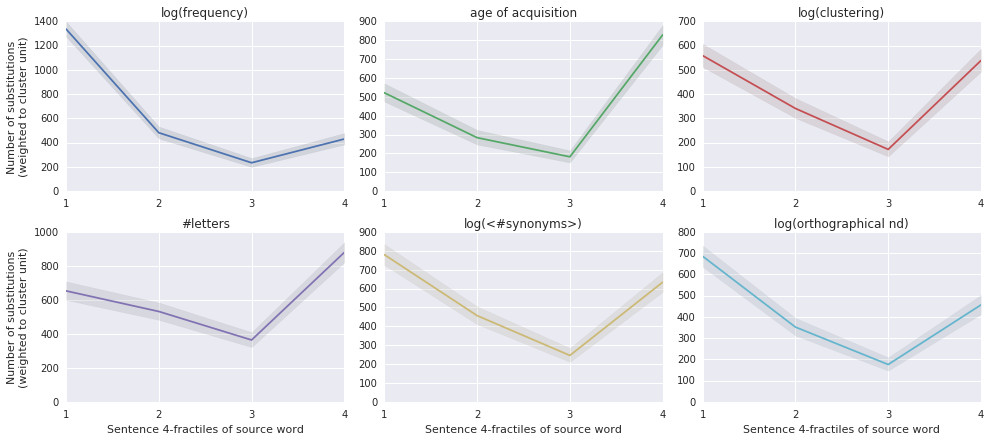 log(frequency)
age of acquisition
log(clustering)
Number of substitutions
(weighted to cluster unit)
1400
1200
1000
800
600
400
200
0
1 2 3 4
900
800
700
600
500
400
300
200
100
0
1 2 3 4
700
600
500
400
300
200
100
0
1 2 3 4
#letters
log(<#synonyms>)
log(orthographical nd)
Number of substitutions
(weighted to cluster unit)
1000
800
600
400
200
0
1 2 3 4
Sentence 4-fractiles of source word
900
800
700
600
500
400
300
200
100
0
1 2 3 4
Sentence 4-fractiles of source word
800
700
600
500
400
300
200
100
0
1 2 3 4
Sentence 4-fractiles of source word